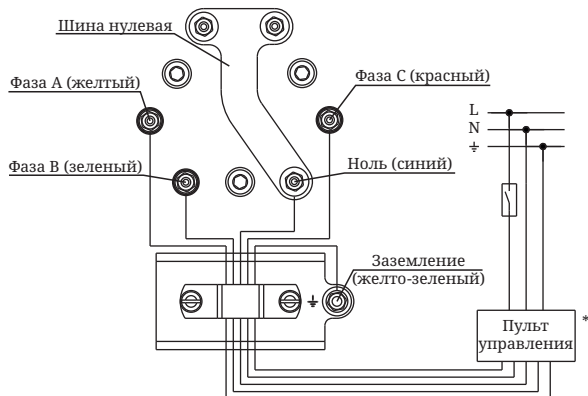 Шина нулевая
Фаза А (желтый)
Фаза С (красный)
L
N
Фаза В (зеленый)
Ноль (синий)
Заземление
(желто-зеленый)
Пульт
управления
*